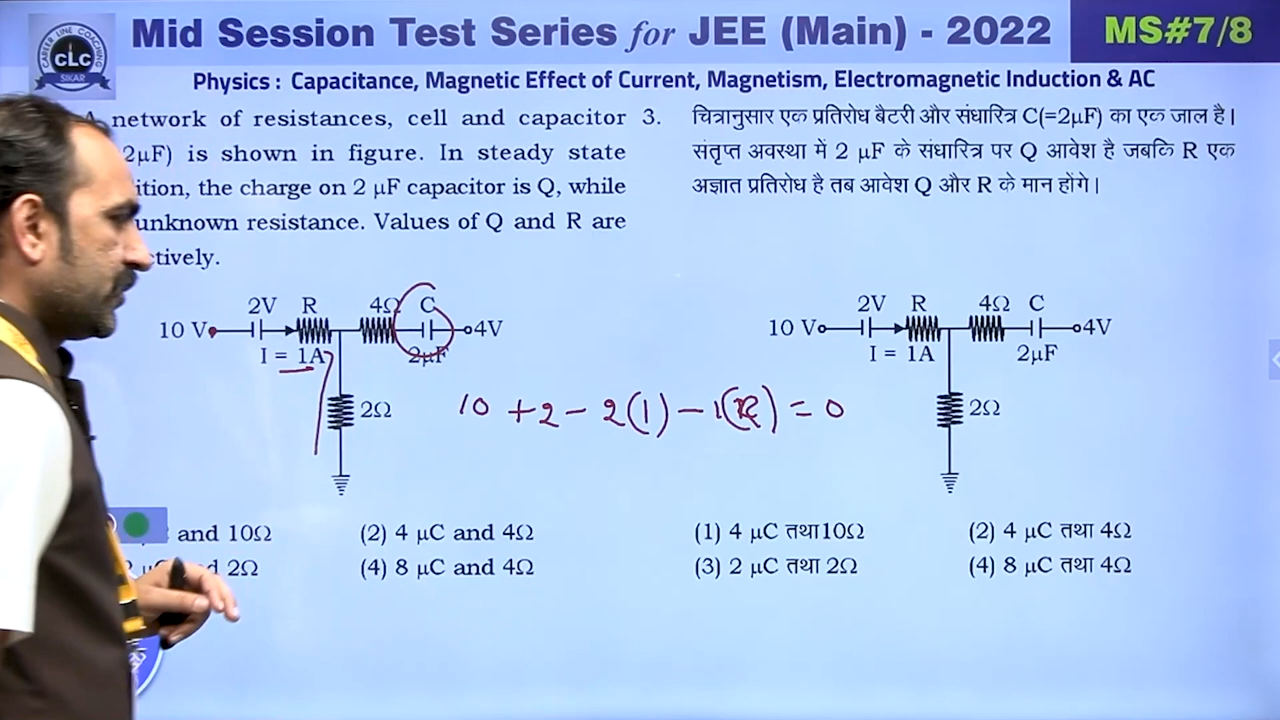 Mid Session Test Series for JEE (Main) - 2022
MS#7/8
CAREER LINE COACHING
CLC
SIKAR
Physics : Capacitance, Magnetic Effect of Current, Magnetism, Electromagnetic Induction & AC
network of resistances, cell and capacitor
2μF) is shown in figure. In steady state
ition, the charge on 2 μF capacitor is Q, while
unknown resistance. Values of Q and R are
ctively.
3. चित्रानुसार एक प्रतिरोध बैटरी और संधारित्र C(=2μF) का एक जाल है।
संतृप्त अवस्था में 2 μF के संधारित्र पर Q आवेश है जबकि R एक
अज्ञात प्रतिरोध है तब आवेश Q और R के मान होंगे।
2V R 4Ω C
10 V 4V
I = 1A 2μF
2Ω
2V R 4Ω C
10 V 4V
I = 1A 2μF
2Ω
10 + 2 - 2(1) - 1(R) = 0
and 10Ω (2) 4 μC and 4Ω
d 2Ω (4) 8 μC and 4Ω
(1) 4 μC तथा 10Ω (2) 4 μC तथा 4Ω
(3) 2 μC तथा 2Ω (4) 8 μC तथा 4Ω